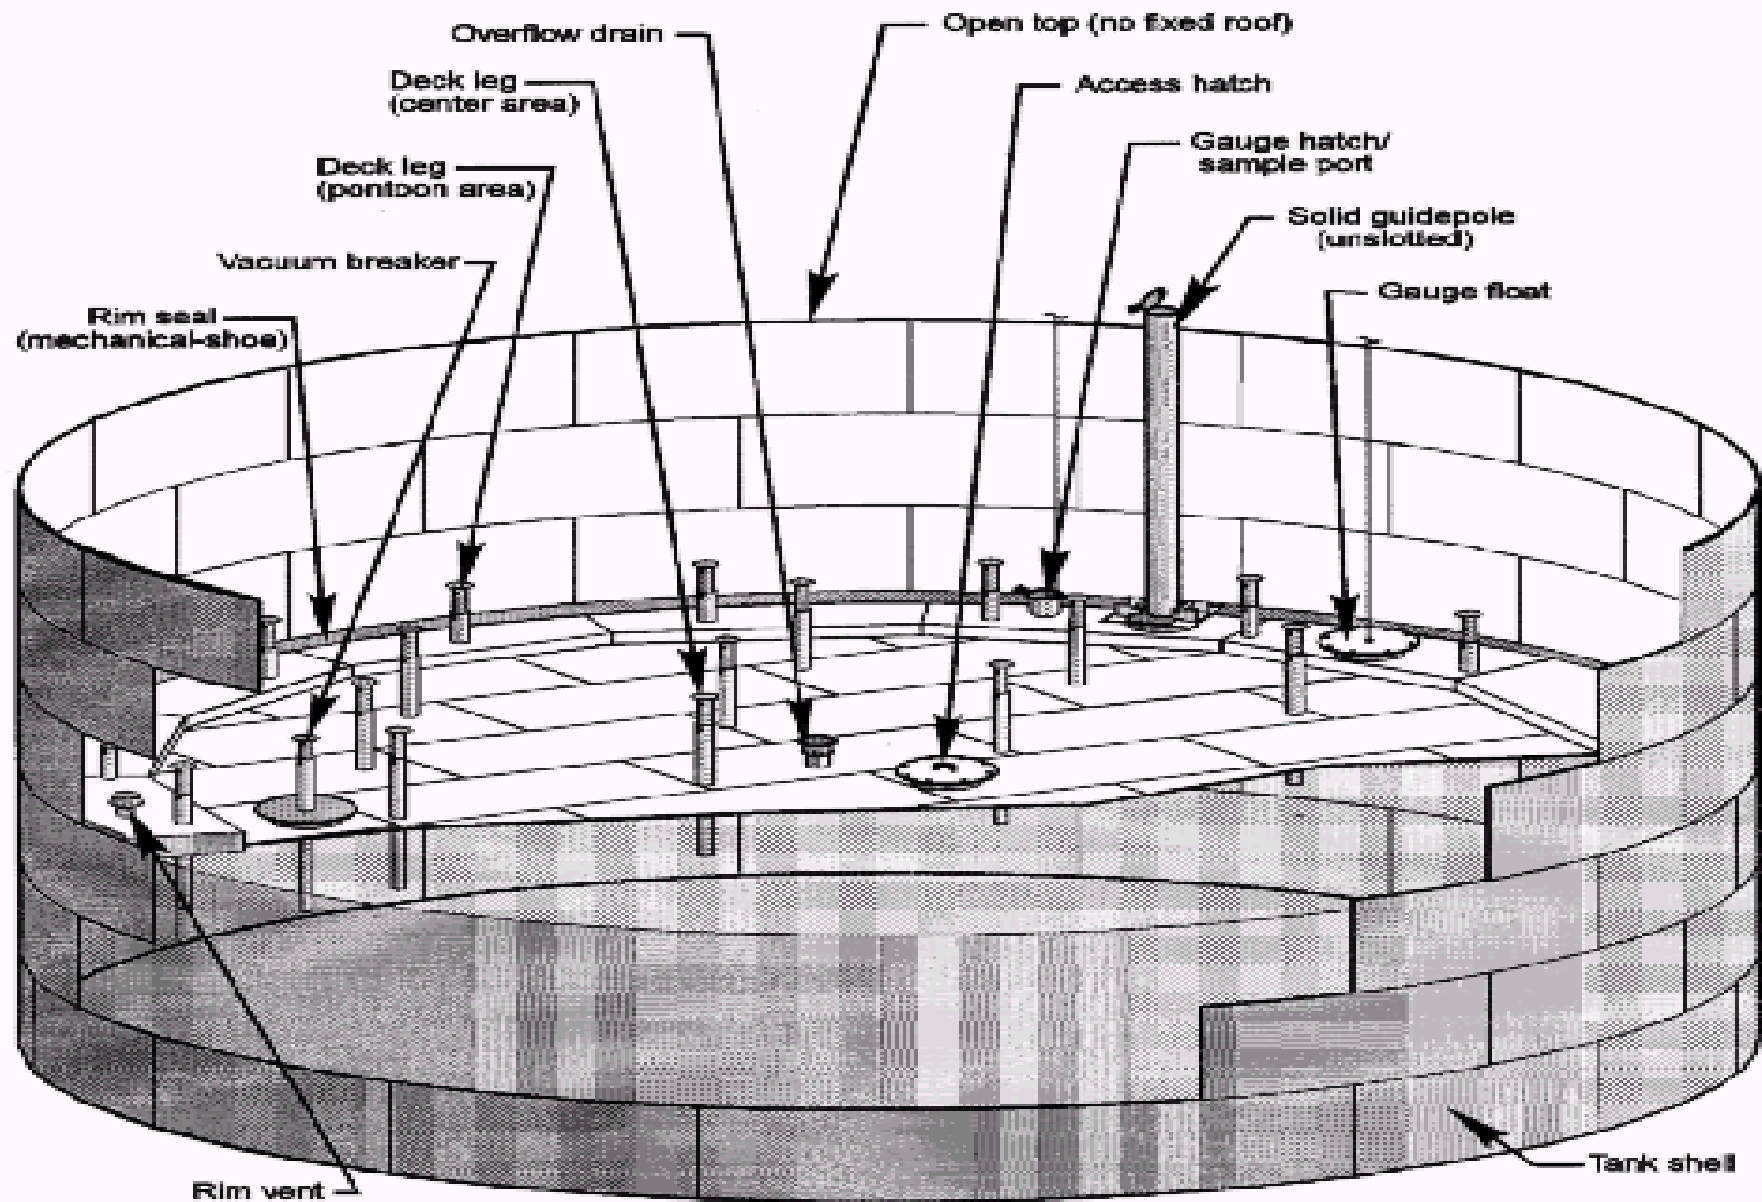 Overflow drain
Open top (no fixed roof)
Deck leg
(center area)
Access hatch
Gauge hatch/
sample port
Deck leg
(pontoon area)
Solid guidepole
(unslotted)
Vacuum breaker
Gauge float
Rim seal
(mechanical-shoe)
Tank shell
Rim vent